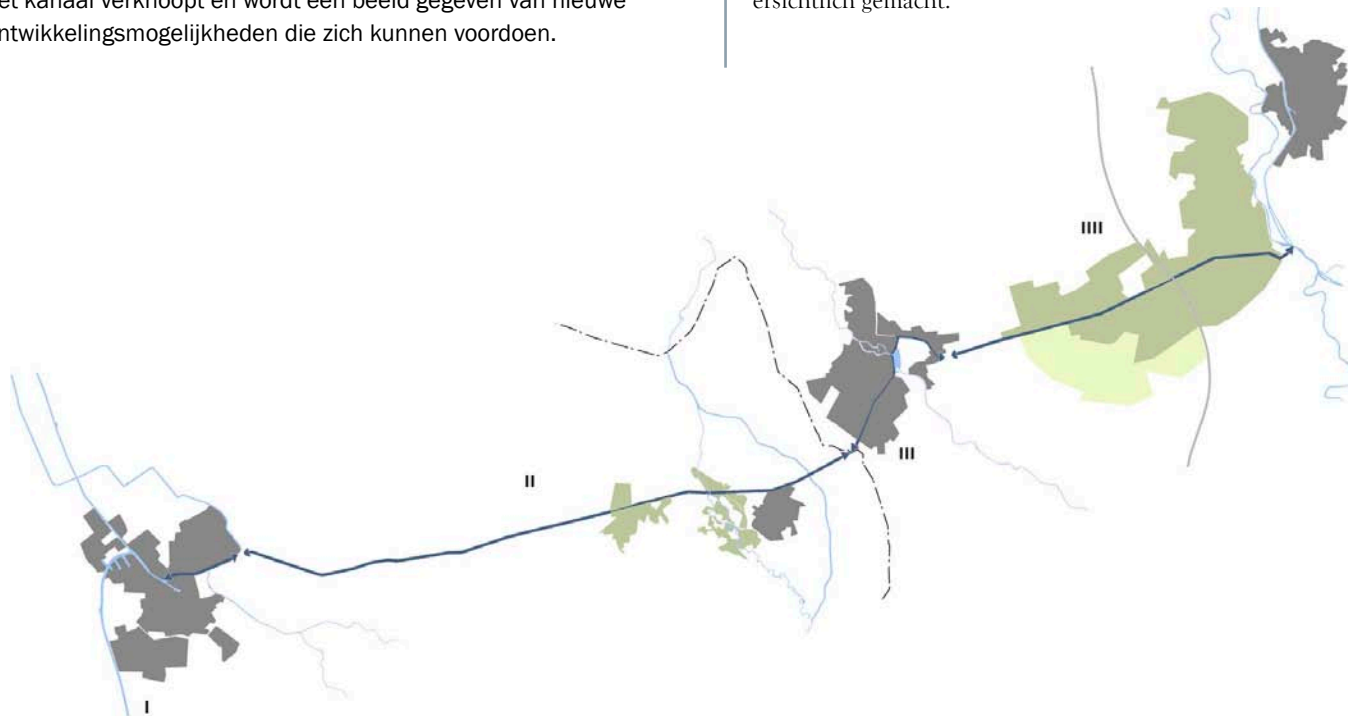 et kanaal verknoopt en wordt een beeld gegeven van nieuwe
ntwikkelingsmogelijkheden die zich kunnen voordoen.
ersichtlich gemacht.
IIII
III
II
I